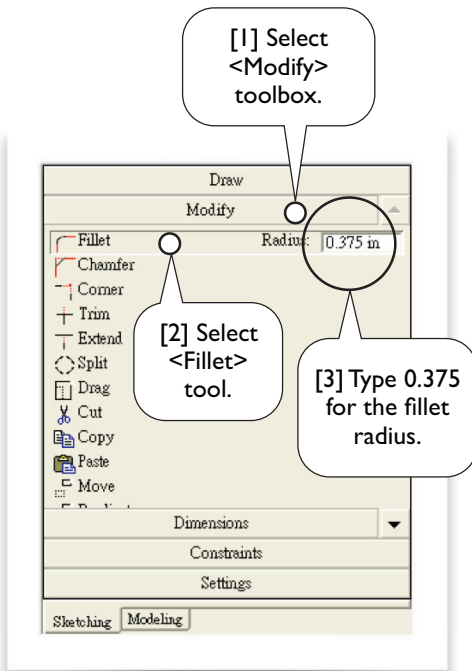 [1] Select
<Modify>
toolbox.
Draw
Modify
Fillet Radius: 0.375 in
Chamfer
Corner
Trim
Extend
Split
Drag
Cut
Copy
Paste
Move
[2] Select
<Fillet>
tool.
[3] Type 0.375
for the fillet
radius.
Dimensions
Constraints
Settings
Sketching Modeling